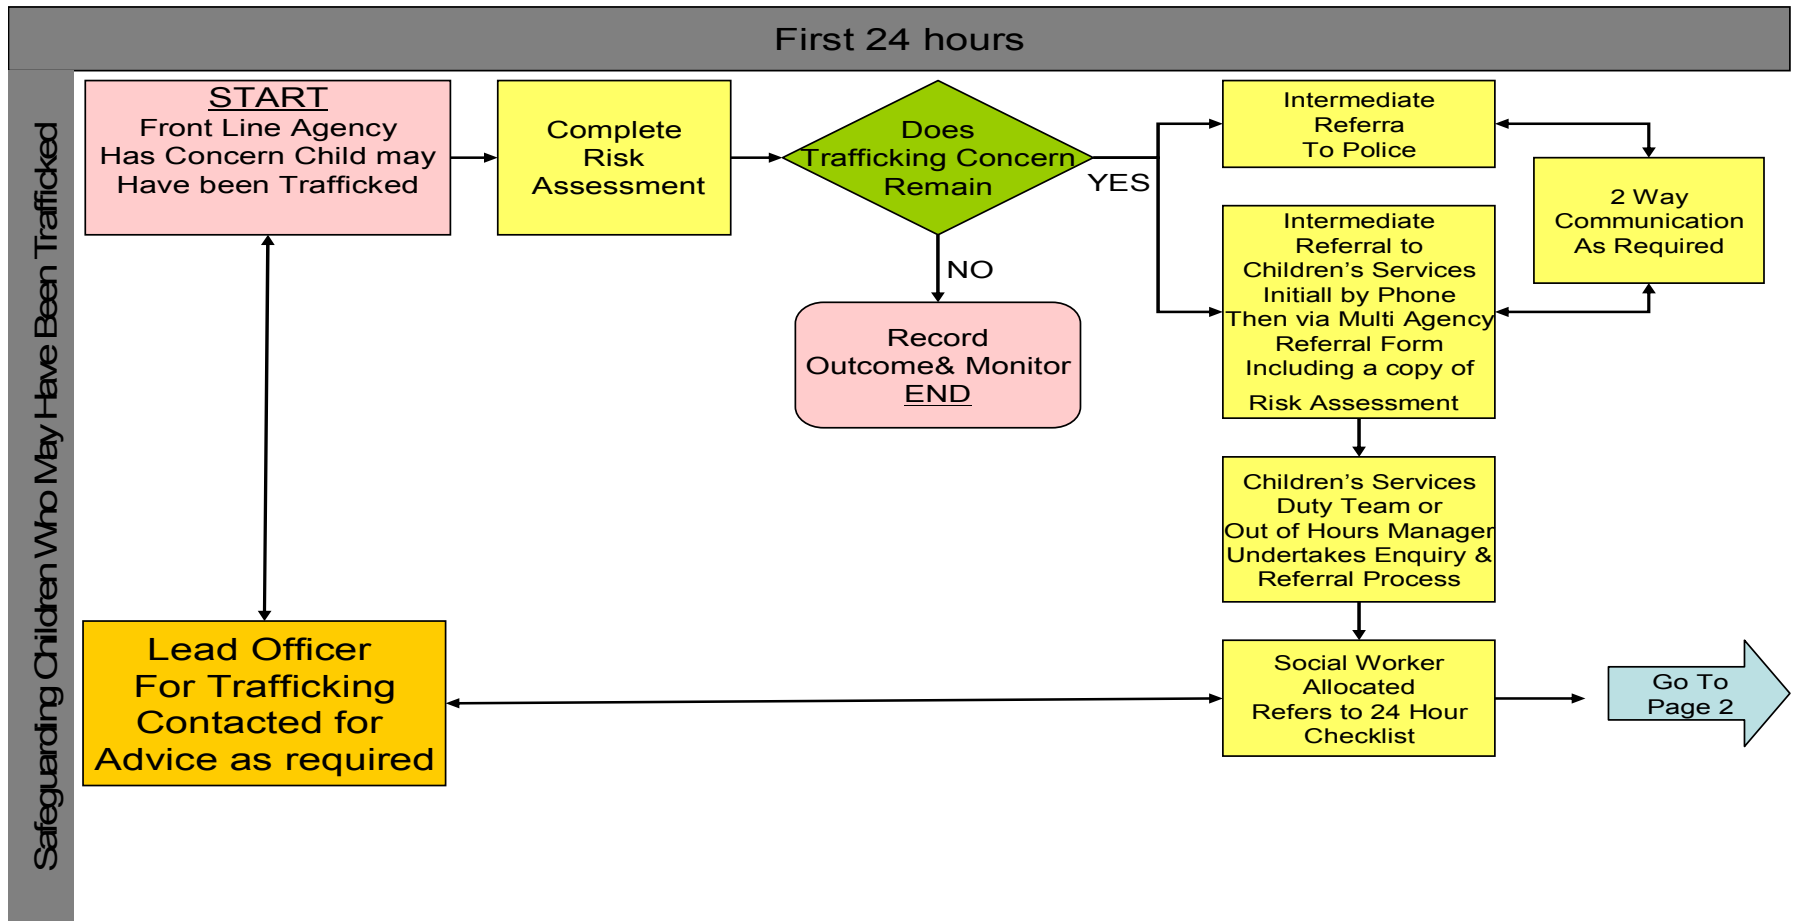 First 24 hours
Safeguarding Children Who May Have Been Trafficked
START
Front Line Agency
Has Concern Child may
Have been Trafficked
Complete
Risk
Assessment
Does
Trafficking Concern
Remain
YES
NO
Record
Outcome& Monitor
END
Intermediate
Referra
To Police
2 Way
Communication
As Required
Intermediate
Referral to
Children’s Services
Initiall by Phone
Then via Multi Agency
Referral Form
Including a copy of
Risk Assessment
Children’s Services
Duty Team or
Out of Hours Manager
Undertakes Enquiry &
Referral Process
Lead Officer
For Trafficking
Contacted for
Advice as required
Social Worker
Allocated
Refers to 24 Hour
Checklist
Go To
Page 2